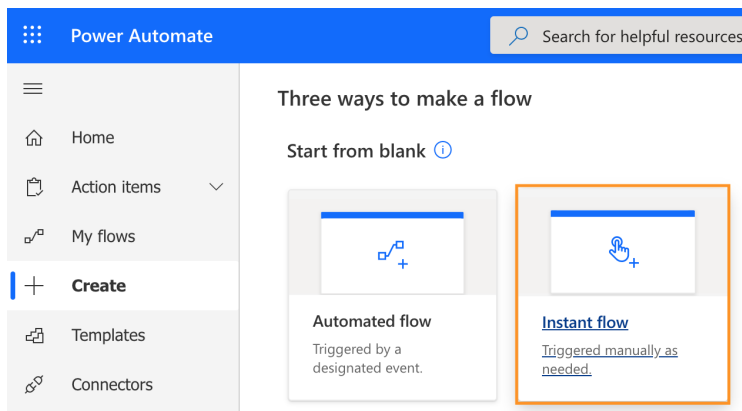 Power Automate
Search for helpful resources
Home
Action items
My flows
Create
Templates
Connectors
Three ways to make a flow
Start from blank
Automated flow
Triggered by a
designated event.
Instant flow
Triggered manually as
needed.